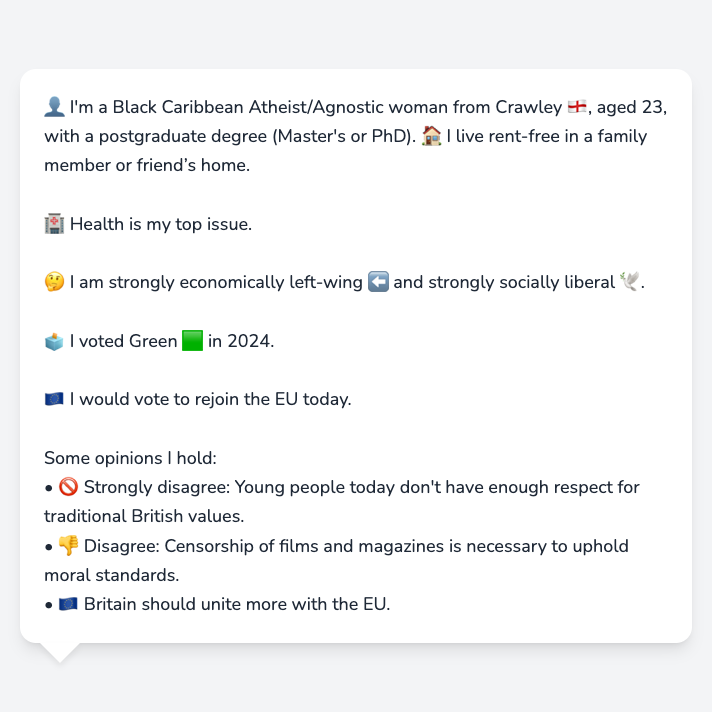 👤 I'm a Black Caribbean Atheist/Agnostic woman from Crawley 🏴󠁧󠁢󠁥󠁮󠁧󠁿, aged 23,
with a postgraduate degree (Master's or PhD). 🏠 I live rent-free in a family
member or friend’s home.
🏥 Health is my top issue.
🤔 I am strongly economically left-wing ⬅️ and strongly socially liberal 🕊️.
🗳️ I voted Green 🟩 in 2024.
🇪🇺 I would vote to rejoin the EU today.
Some opinions I hold:
• 🚫 Strongly disagree: Young people today don't have enough respect for
traditional British values.
• 👎 Disagree: Censorship of films and magazines is necessary to uphold
moral standards.
• 🇪🇺 Britain should unite more with the EU.